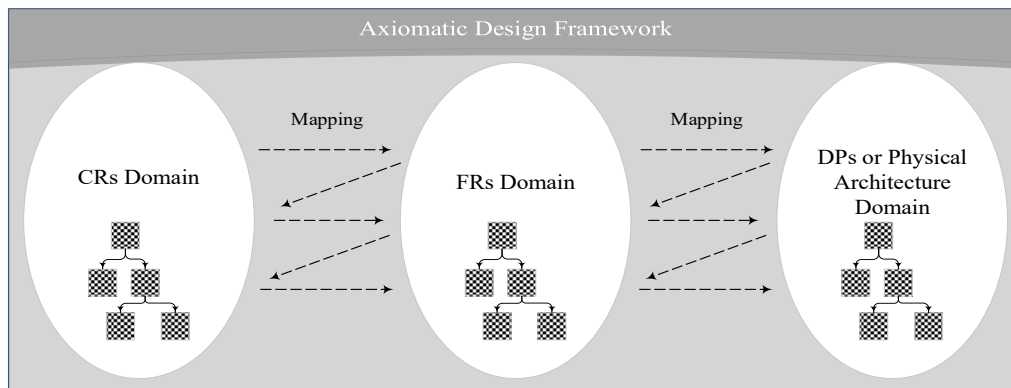 Axiomatic Design Framework
Mapping
Mapping
CRs Domain
FRs Domain
DPs or Physical
Architecture
Domain